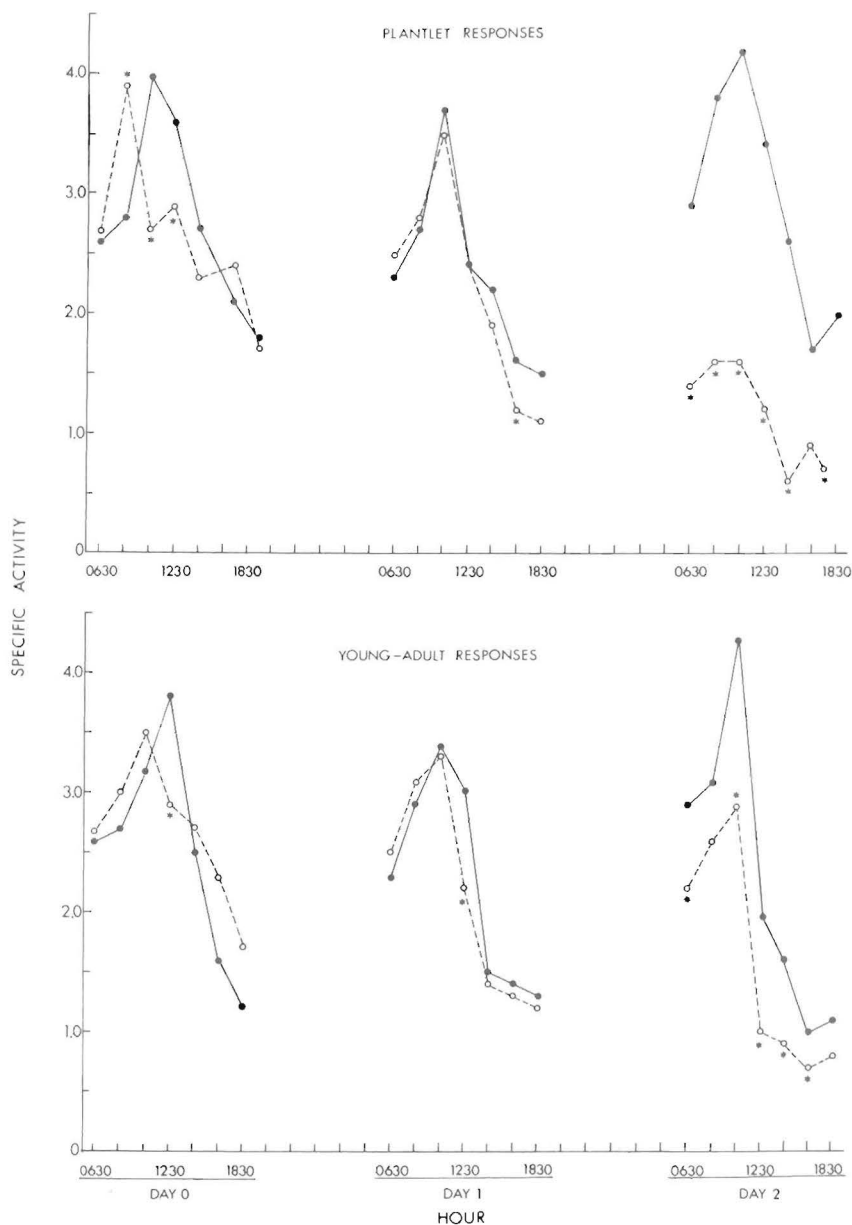 PLANTLET RESPONSES
4.0
3.0
2.0
1.0
0
0630 1230 1830 0630 1230 1830 0630 1230 1830
SPECIFIC ACTIVITY
YOUNG-ADULT RESPONSES
4.0
3.0
2.0
1.0
0
0630 1230 1830 0630 1230 1830 0630 1230 1830
DAY 0 DAY 1 DAY 2
HOUR